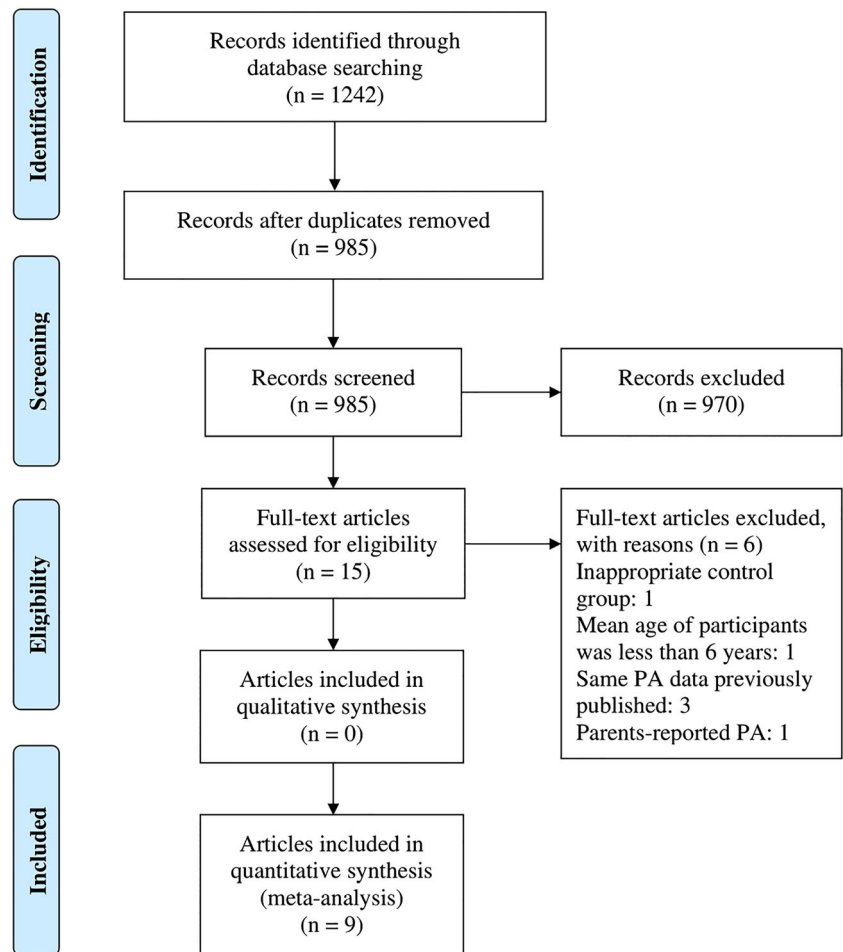 Identification
Records identified through
database searching
(n = 1242)
Records after duplicates removed
(n = 985)
Screening
Records screened
(n = 985)
Records excluded
(n = 970)
Eligibility
Full-text articles
assessed for eligibility
(n = 15)
Full-text articles excluded,
with reasons (n = 6)
Inappropriate control
group: 1
Mean age of participants
was less than 6 years: 1
Same PA data previously
published: 3
Parents-reported PA: 1
Articles included in
qualitative synthesis
(n = 0)
Included
Articles included in
quantitative synthesis
(meta-analysis)
(n = 9)